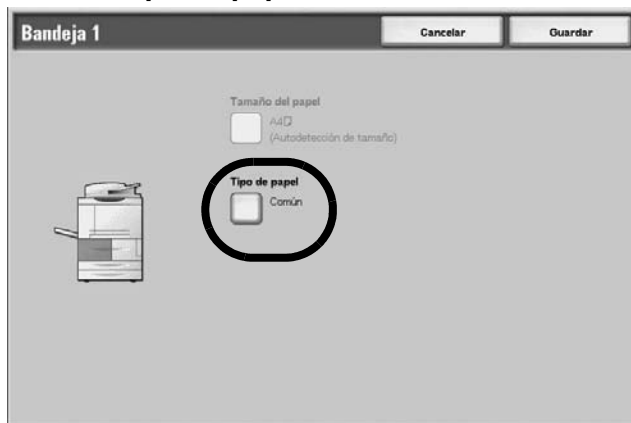 Bandeja 1
Cancelar
Guardar
Tamaño del papel
A4
(Autodetección de tamaño)
Tipo de papel
Común